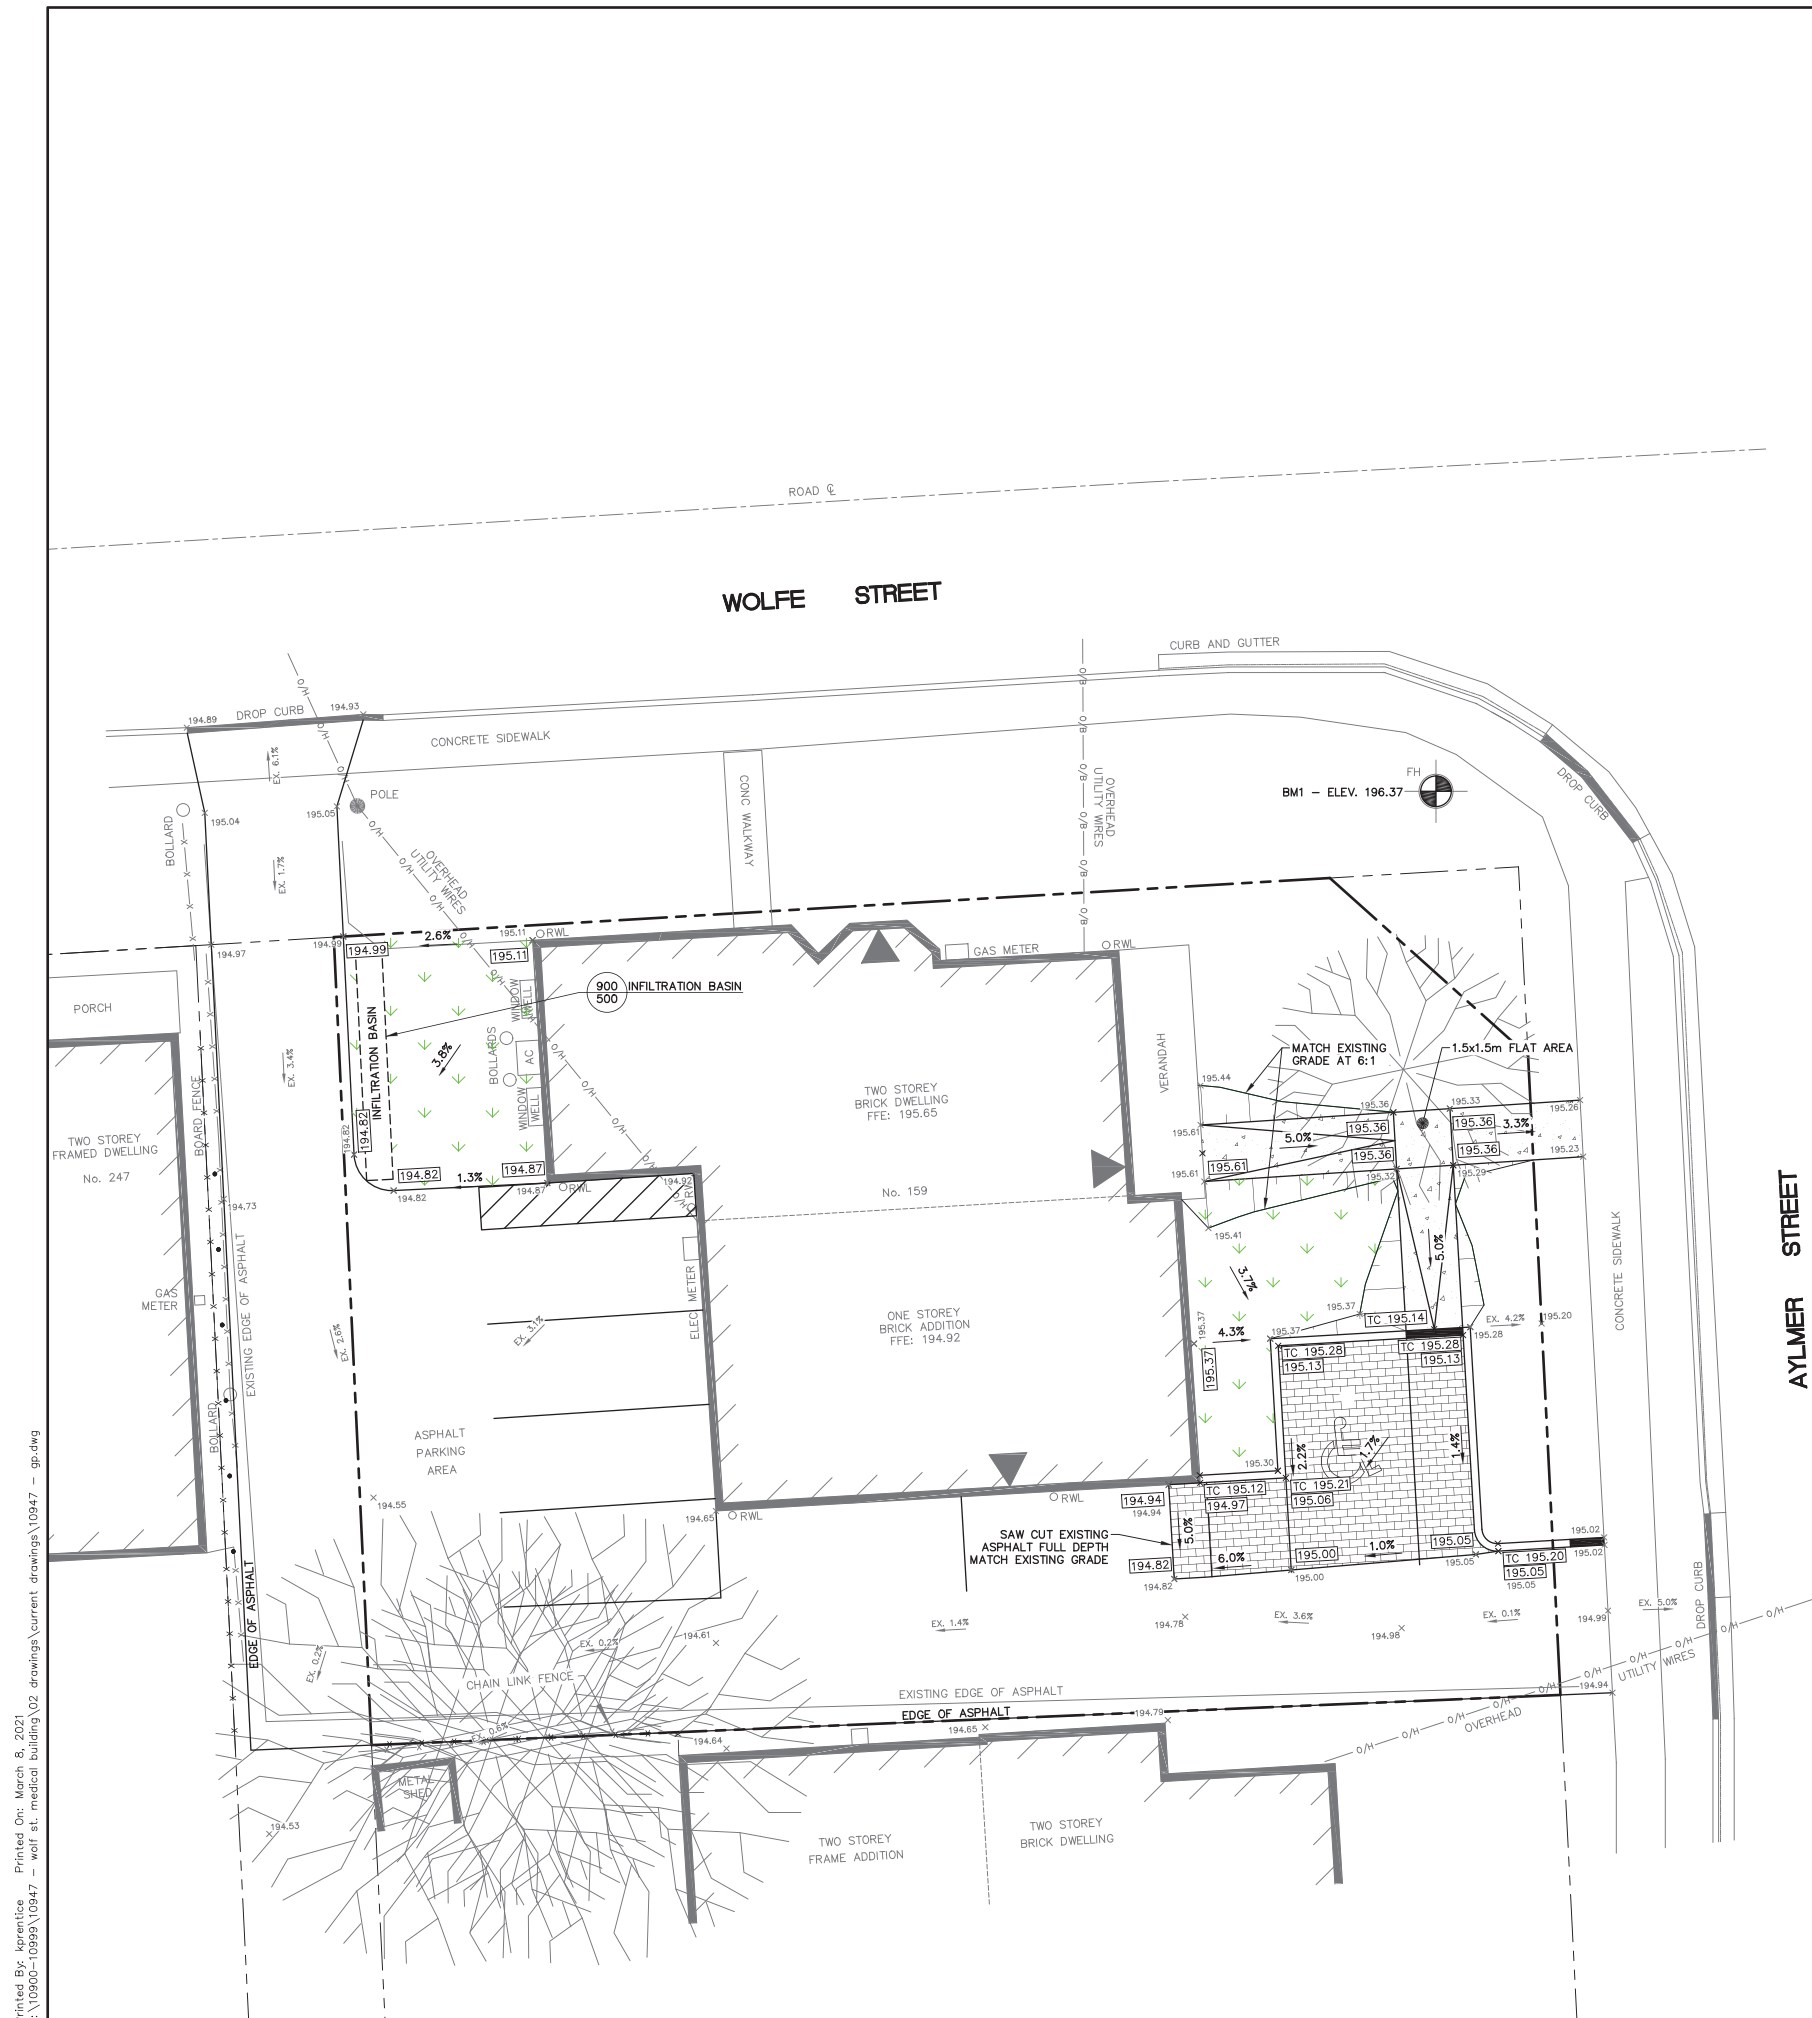 ROAD ℄
WOLFE STREET
CURB AND GUTTER
194.89
DROP CURB
194.93
O/H
O/H
O/H
CONCRETE SIDEWALK
EX. 6.1%
O/B
O/B
O/B
O/B
O/B
O/B
OVERHEAD
UTILITY WIRES
CONC WALKWAY
FH
BM1 – ELEV. 196.37
DROP CURB
POLE
195.05
195.04
BOLLARD
EX. 1.7%
O/H
O/H
O/H
O/H
OVERHEAD
UTILITY WIRES
194.99
194.99
2.6%
195.11
RWL
195.11
194.97
GAS METER
RWL
PORCH
900
500
INFILTRATION BASIN
INFILTRATION BASIN
WINDOW
WELL
BOLLARDS
AC
WINDOW
WELL
3.8%
EX. 3.4%
O/H
O/H
O/H
O/H
O/H
O/H
BOARD FENCE
TWO STOREY
FRAMED DWELLING
No. 247
194.82
194.82
194.82
194.82
1.3%
194.87
194.87
RWL
194.92
RWL
TWO STOREY
BRICK DWELLING
FFE: 195.65
No. 159
VERANDAH
MATCH EXISTING
GRADE AT 6:1
1.5x1.5m FLAT AREA
195.44
195.36
195.33
195.26
195.61
195.36
195.36
3.3%
5.0%
195.61
195.61
195.36
195.36
195.32
195.29
195.23
195.41
194.73
EXISTING EDGE OF ASPHALT
GAS
METER
ELEC METER
EX. 2.6%
EX. 3.1%
ONE STOREY
BRICK ADDITION
FFE: 194.92
3.7%
5.0%
195.37
TC 195.14
EX. 4.2%
195.20
195.37
195.37
4.3%
195.37
195.28
TC 195.28
195.13
TC 195.28
195.13
CONCRETE SIDEWALK
AYLMER STREET
BOLLARD
ASPHALT
PARKING
AREA
195.30
2.2%
1.7%
1.4%
194.55
194.65
RWL
RWL
194.94
194.94
TC 195.12
194.97
TC 195.21
195.06
SAW CUT EXISTING
ASPHALT FULL DEPTH
MATCH EXISTING GRADE
5.0%
194.82
194.82
6.0%
195.00
195.00
1.0%
195.05
195.05
TC 195.20
195.05
195.05
195.02
195.02
DROP CURB
EDGE OF ASPHALT
EX. 0.2%
EX. 0.2%
194.61
EX. 1.4%
194.78
EX. 3.6%
194.98
EX. 0.1%
194.99
EX. 5.0%
O/H
O/H
O/H
O/H
O/H
O/H
UTILITY WIRES
CHAIN LINK FENCE
EXISTING EDGE OF ASPHALT
194.94
EDGE OF ASPHALT
EX. 0.6%
194.64
194.65
194.79
O/H
O/H
O/H
O/H
O/H
OVERHEAD
METAL
SHED
194.53
TWO STOREY
FRAME ADDITION
TWO STOREY
BRICK DWELLING
rinted By: kprentice Printed On: March 8, 2021
:\10900–10999\10947 – wolf st. medical building\02 drawings\current drawings\10947 – gp.dwg